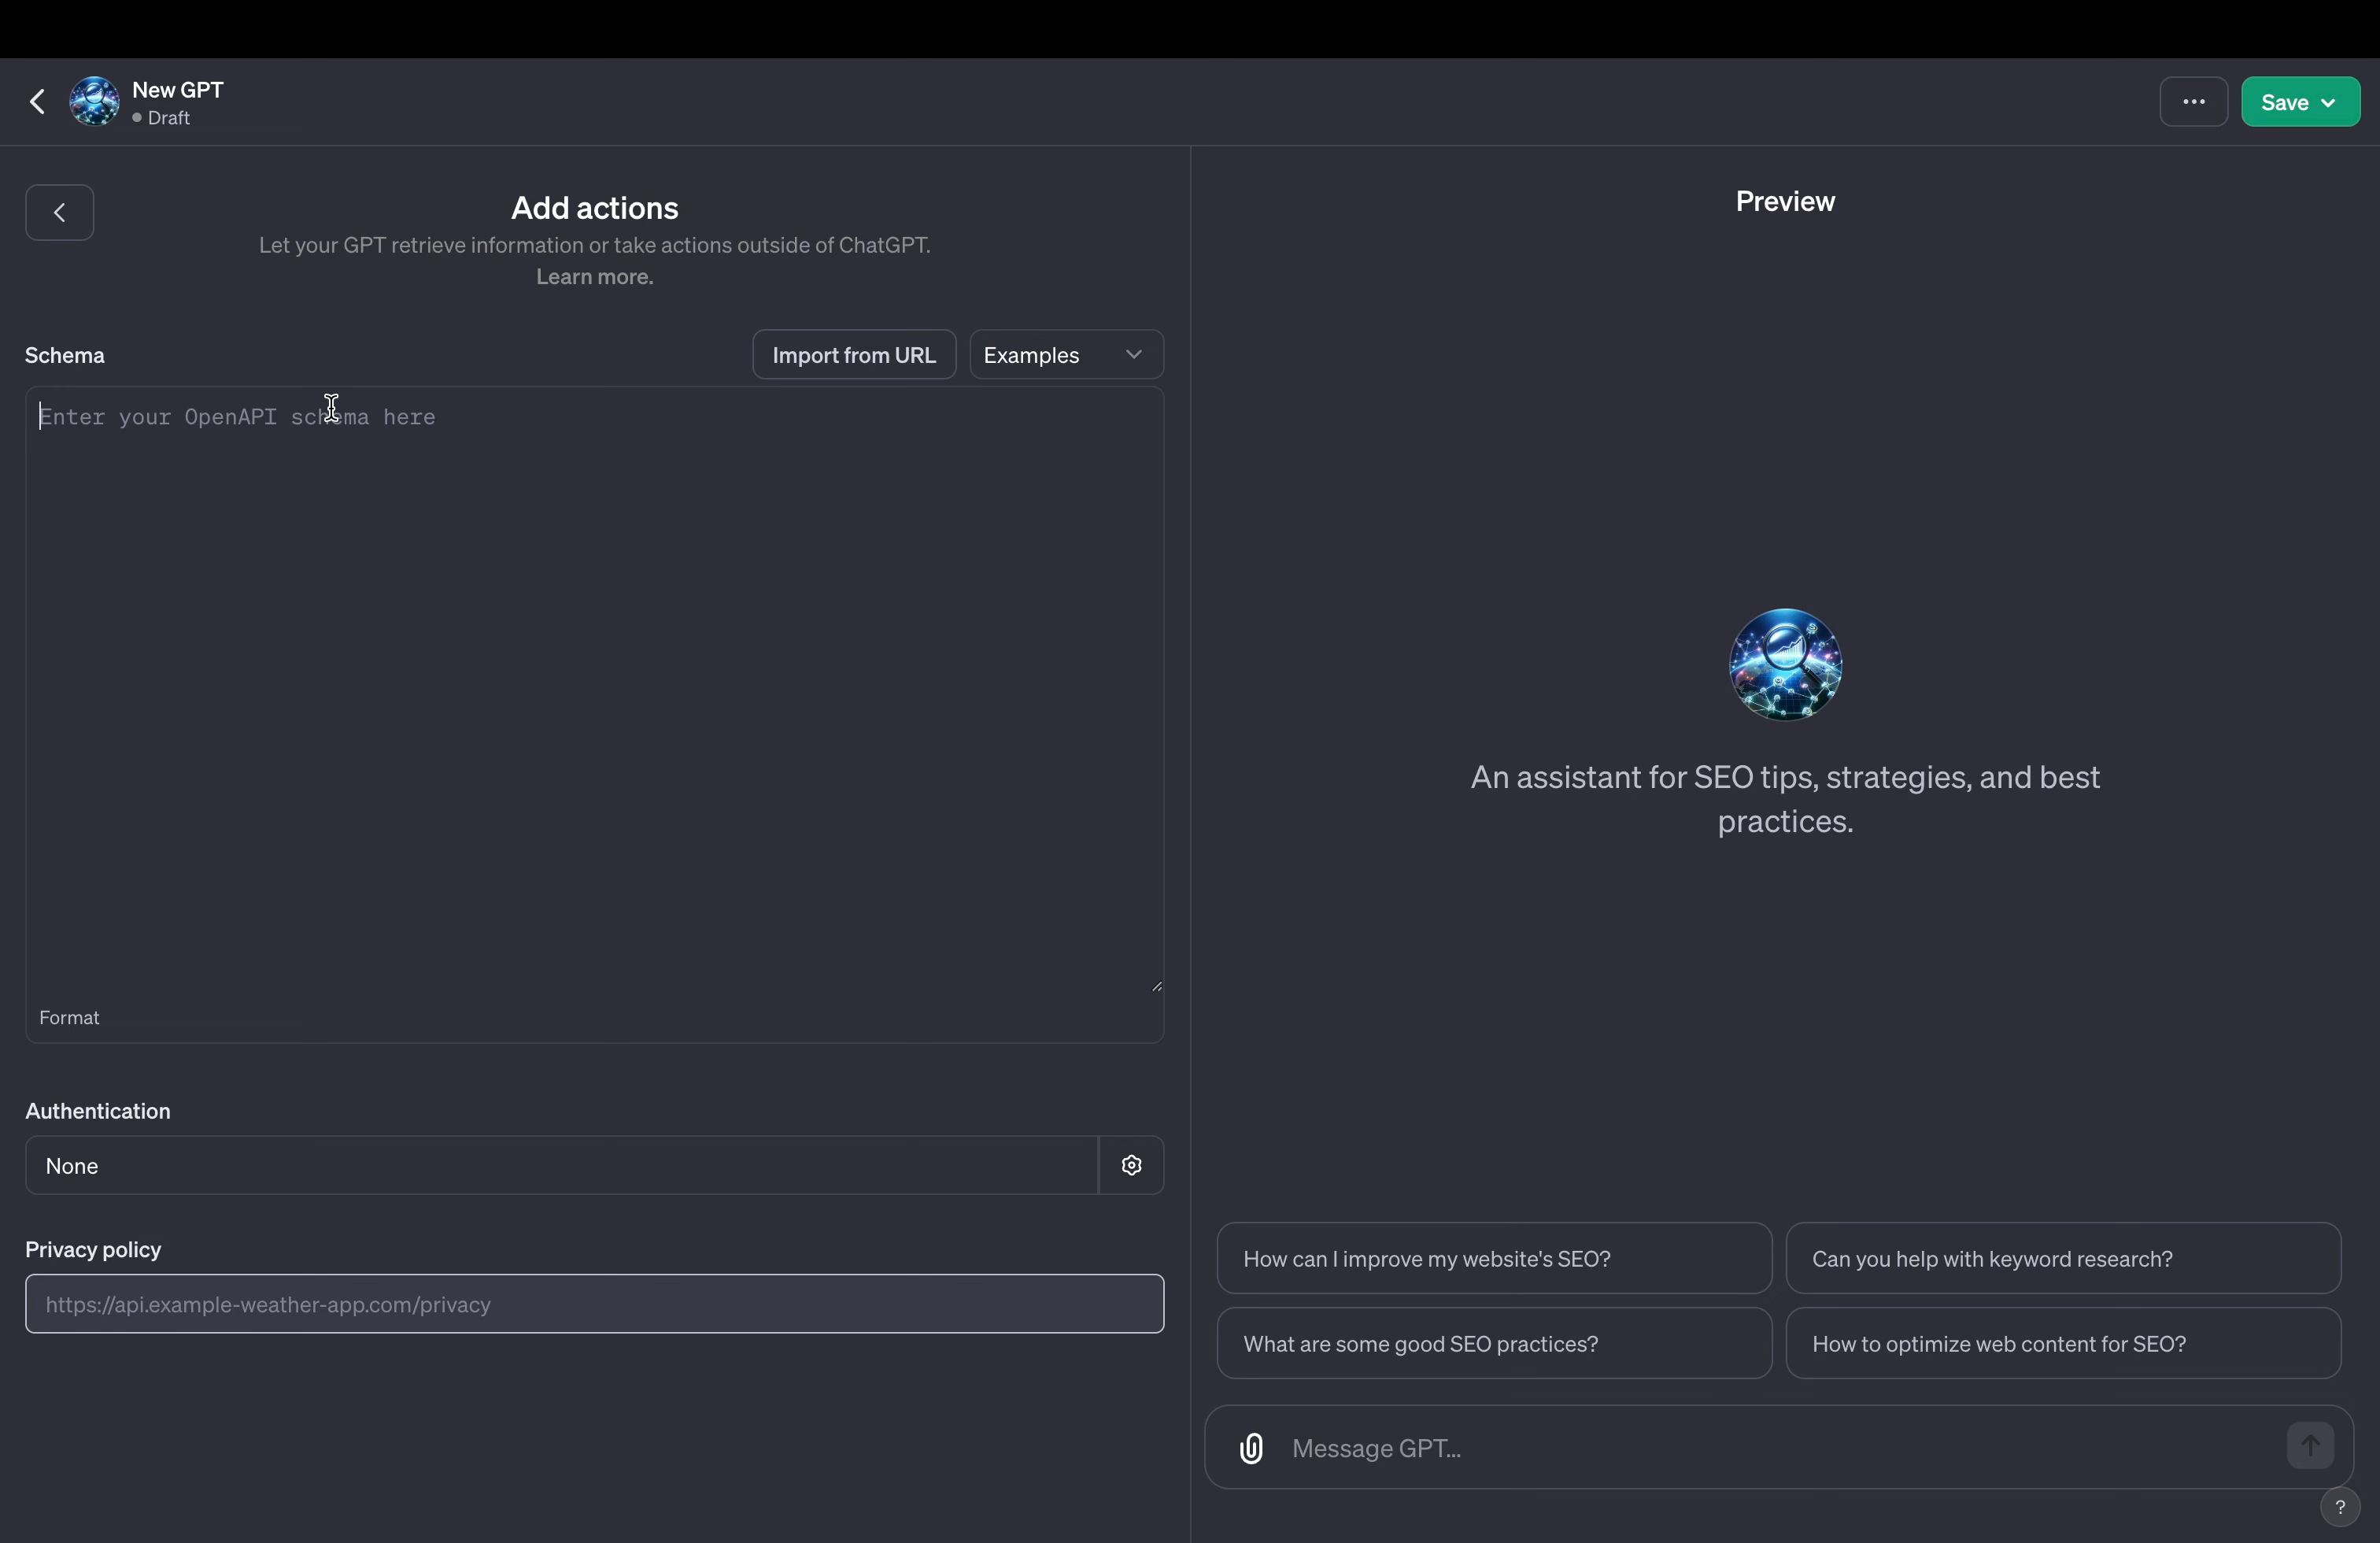 New GPT
Draft
Save
Add actions
Let your GPT retrieve information or take actions outside of ChatGPT.
Learn more.
Schema
Import from URL
Examples
Enter your OpenAPI schema here
Format
Authentication
None
Privacy policy
https://api.example-weather-app.com/privacy
Preview
An assistant for SEO tips, strategies, and best
practices.
How can I improve my website's SEO?
Can you help with keyword research?
What are some good SEO practices?
How to optimize web content for SEO?
Message GPT...
?